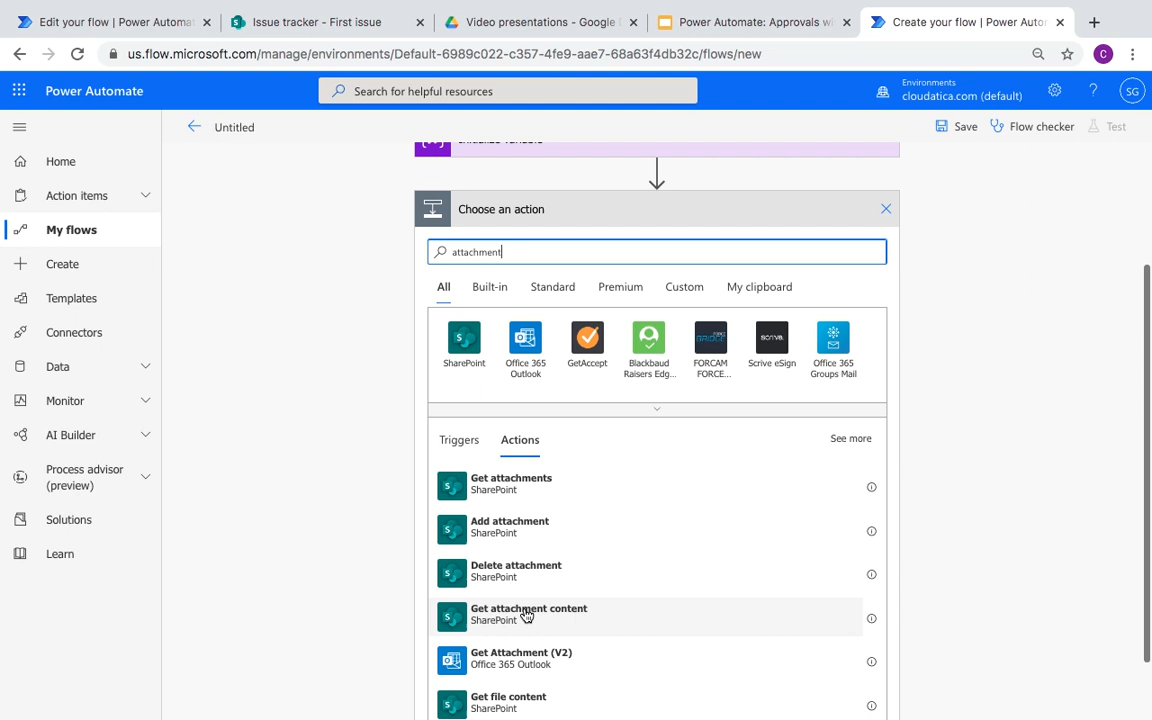 Edit your flow | Power Automat
Issue tracker - First issue
Video presentations - Google D
Power Automate: Approvals wi
Create your flow | Power Autor
us.flow.microsoft.com/manage/environments/Default-6989c022-c357-4fe9-aae7-68a63f4db32c/flows/new
C
Power Automate
Search for helpful resources
Environments
cloudatica.com (default)
?
SG
Untitled
Save
Flow checker
Test
Home
Action items
My flows
Create
Templates
Connectors
Data
Monitor
AI Builder
Process advisor
(preview)
Solutions
Learn
Initialize variable
Choose an action
attachment
All
Built-in
Standard
Premium
Custom
My clipboard
SharePoint
Office 365
Outlook
GetAccept
Blackbaud
Raisers Edg...
FORCAM
FORCE...
Scrive eSign
Office 365
Groups Mail
Triggers
Actions
See more
Get attachments
SharePoint
Add attachment
SharePoint
Delete attachment
SharePoint
Get attachment content
SharePoint
Get Attachment (V2)
Office 365 Outlook
Get file content
SharePoint